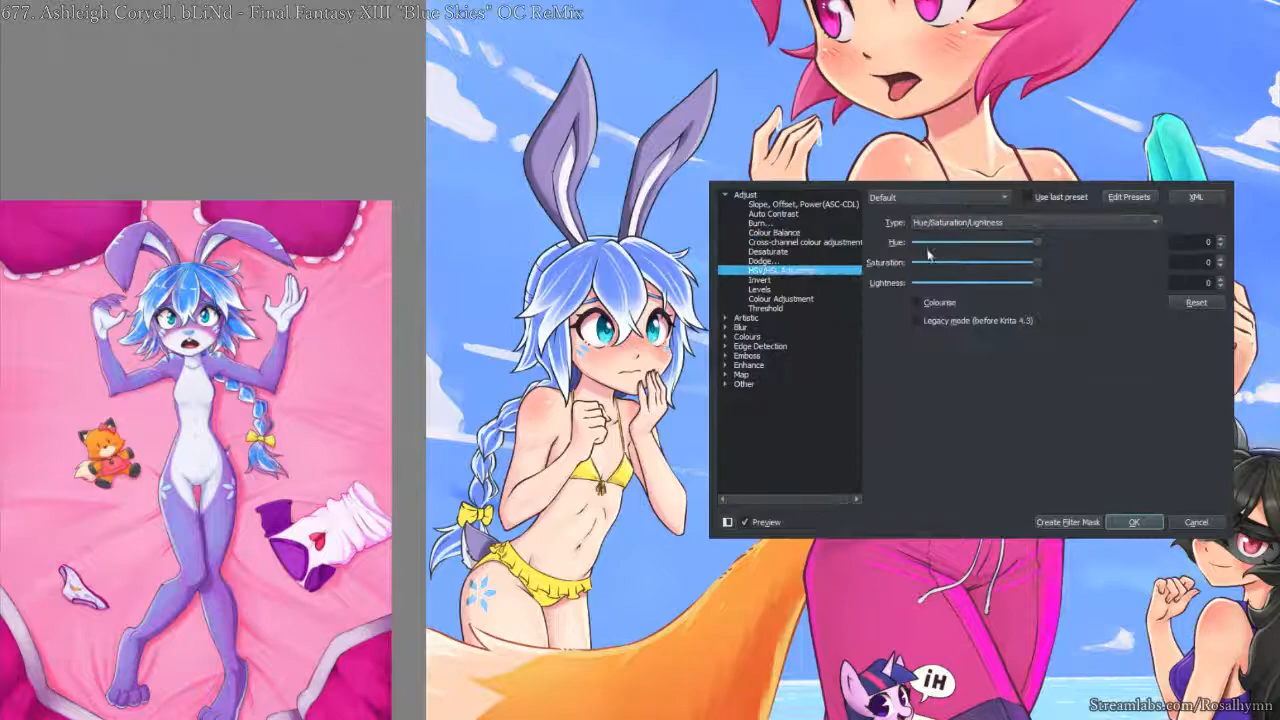 677. Ashleigh Coryell, bLiNd - Final Fantasy XIII "Blue Skies" OC ReMix
Adjust
Slope, Offset, Power(ASC-CDL)
Auto Contrast
Burn...
Colour Balance
Cross-channel colour adjustment
Desaturate
Dodge...
HSV/HSL Adjustment...
Invert
Levels
Colour Adjustment
Threshold
Artistic
Blur
Colours
Edge Detection
Emboss
Enhance
Map
Other
Preview
Default
Use last preset
Edit Presets
XML
Type: Hue/Saturation/Lightness
Hue: 0
Saturation: 0
Lightness: 0
Colourise
Reset
Legacy mode (before Krita 4.3)
Create Filter Mask
OK
Cancel
iH
Streamlabs.com/Rosalhymn